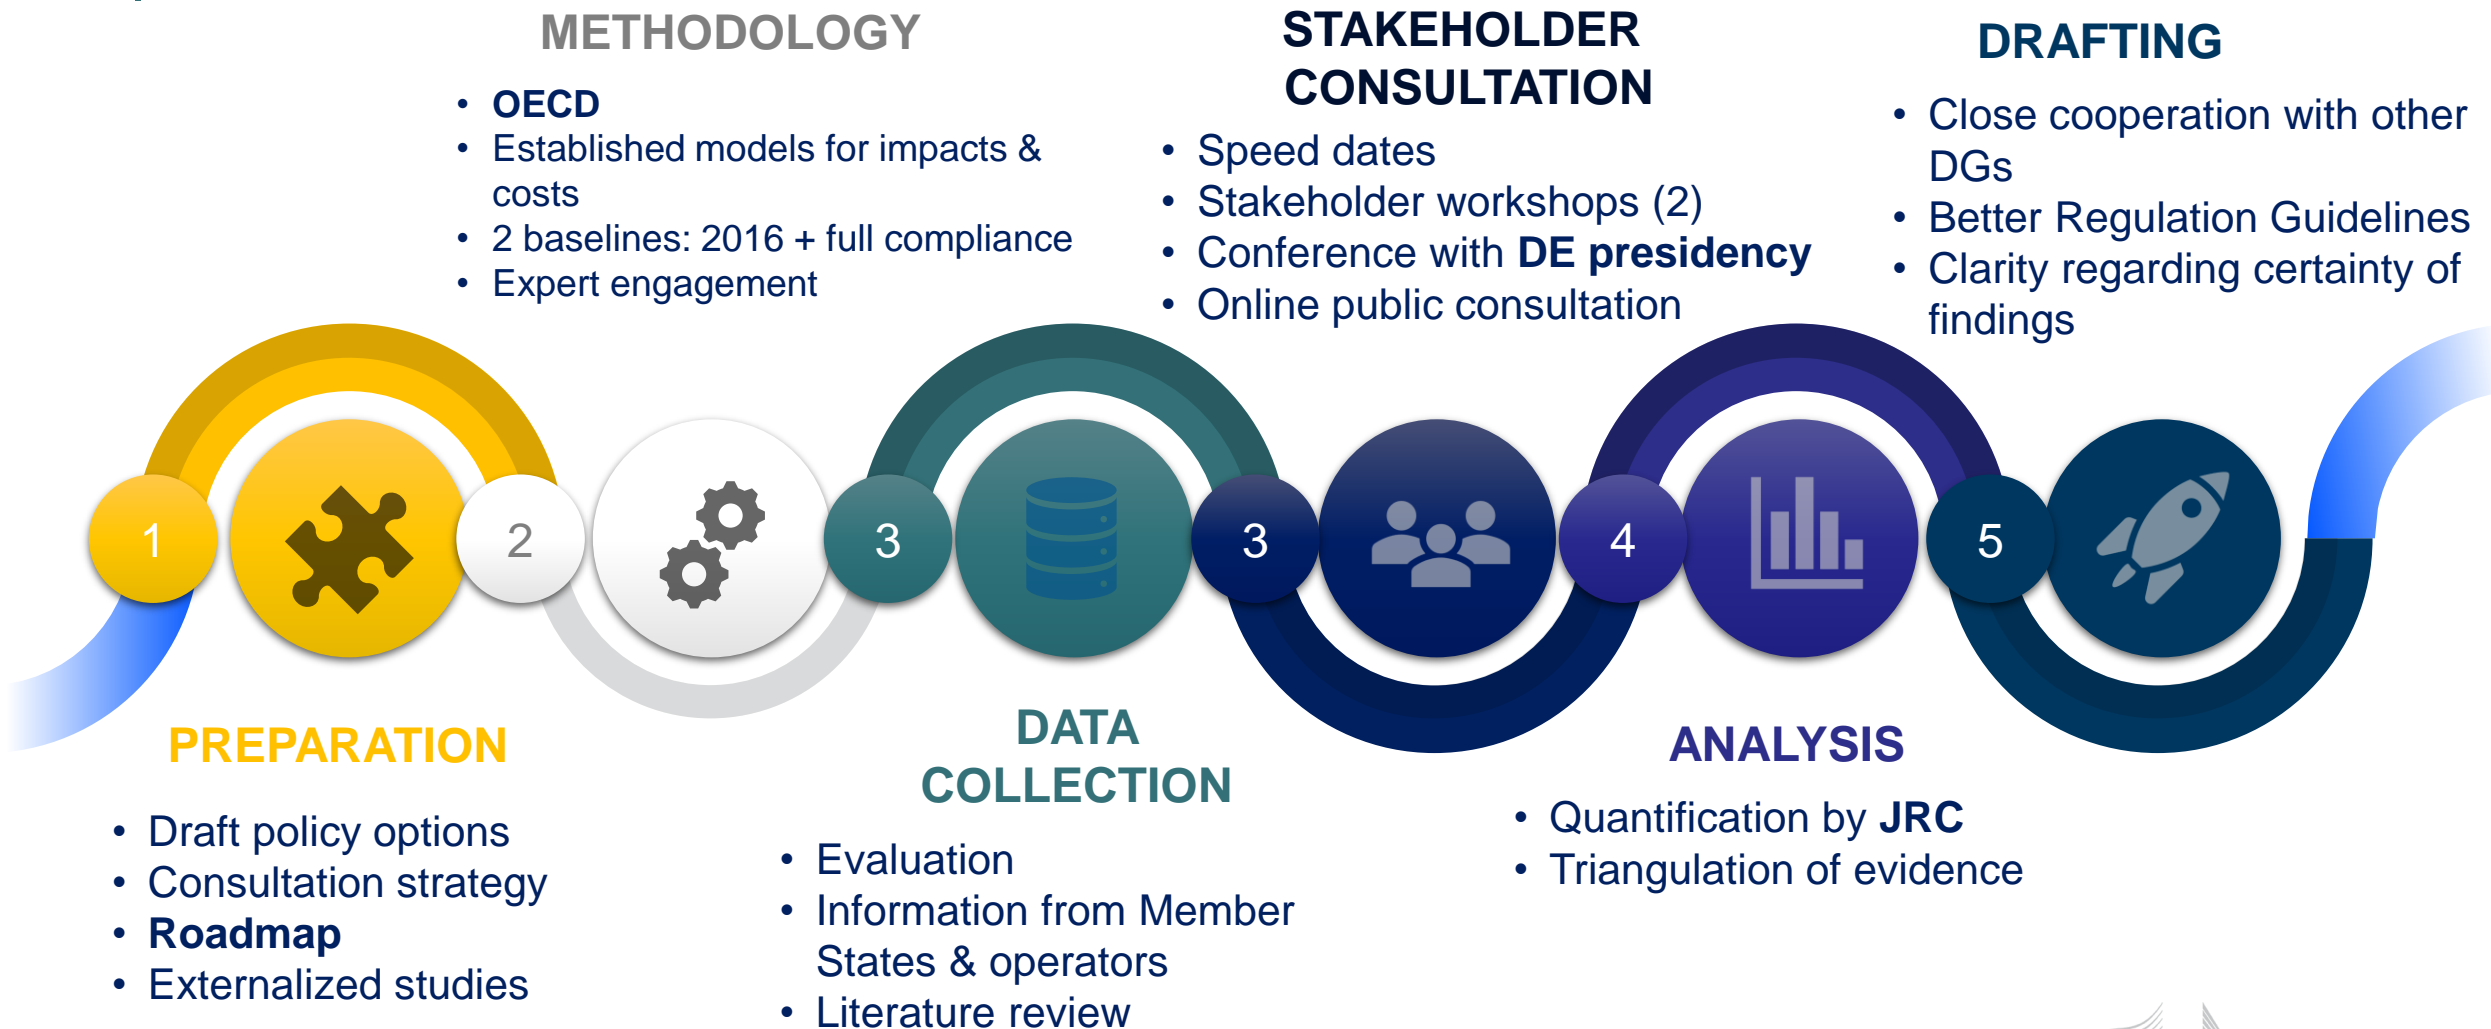 METHODOLOGY
• OECD
• Established models for impacts &
costs
• 2 baselines: 2016 + full compliance
• Expert engagement
STAKEHOLDER
CONSULTATION
• Speed dates
• Stakeholder workshops (2)
• Conference with DE presidency
• Online public consultation
DRAFTING
• Close cooperation with other
DGs
• Better Regulation Guidelines
• Clarity regarding certainty of
findings
1
2
3
3
4
5
PREPARATION
• Draft policy options
• Consultation strategy
• Roadmap
• Externalized studies
DATA
COLLECTION
• Evaluation
• Information from Member
States & operators
• Literature review
ANALYSIS
• Quantification by JRC
• Triangulation of evidence